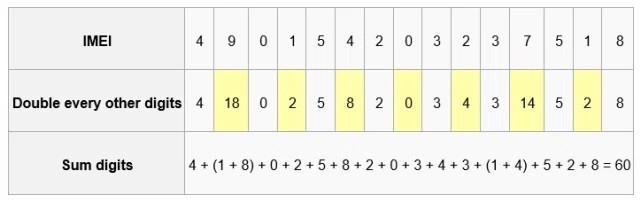 IMEI 4 9 0 1 5 4 2 0 3 2 3 7 5 1 8
Double every other digits 4 18 0 2 5 8 2 0 3 4 3 14 5 2 8
Sum digits 4 + (1 + 8) + 0 + 2 + 5 + 8 + 2 + 0 + 3 + 4 + 3 + (1 + 4) + 5 + 2 + 8 = 60